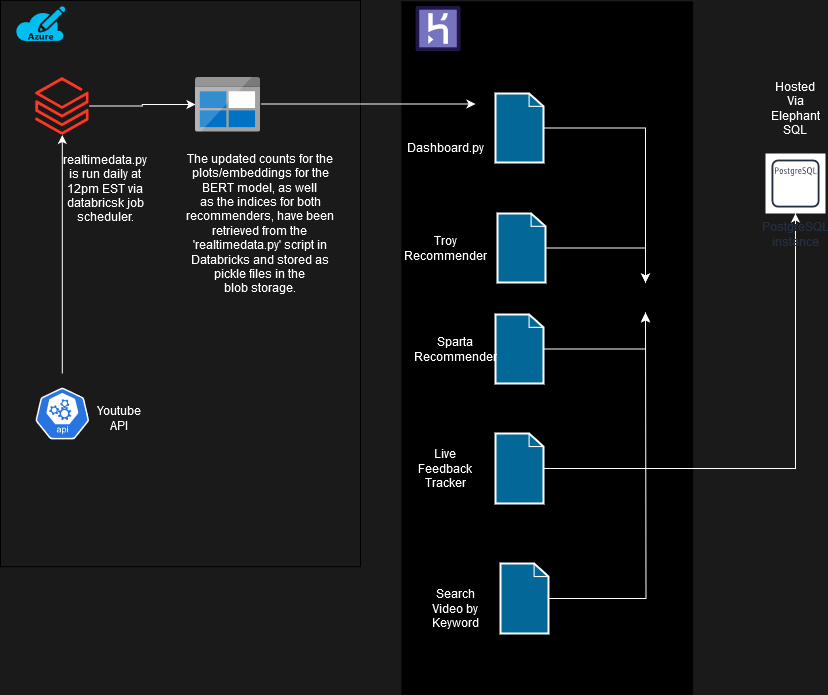 Azure
realtimedata.py
is run daily at
12pm EST via
databricsk job
scheduler.
The updated counts for the
plots/embeddings for the
BERT model, as well
as the indices for both
recommenders, have been
retrieved from the
'realtimedata.py' script in
Databricks and stored as
pickle files in the
blob storage.
api
Youtube
API
Dashboard.py
Troy
Recommender
Sparta
Recommender
Live
Feedback
Tracker
Search
Video by
Keyword
Hosted
Via
Elephant
SQL
PostgreSQL
PostgreSQL
instance